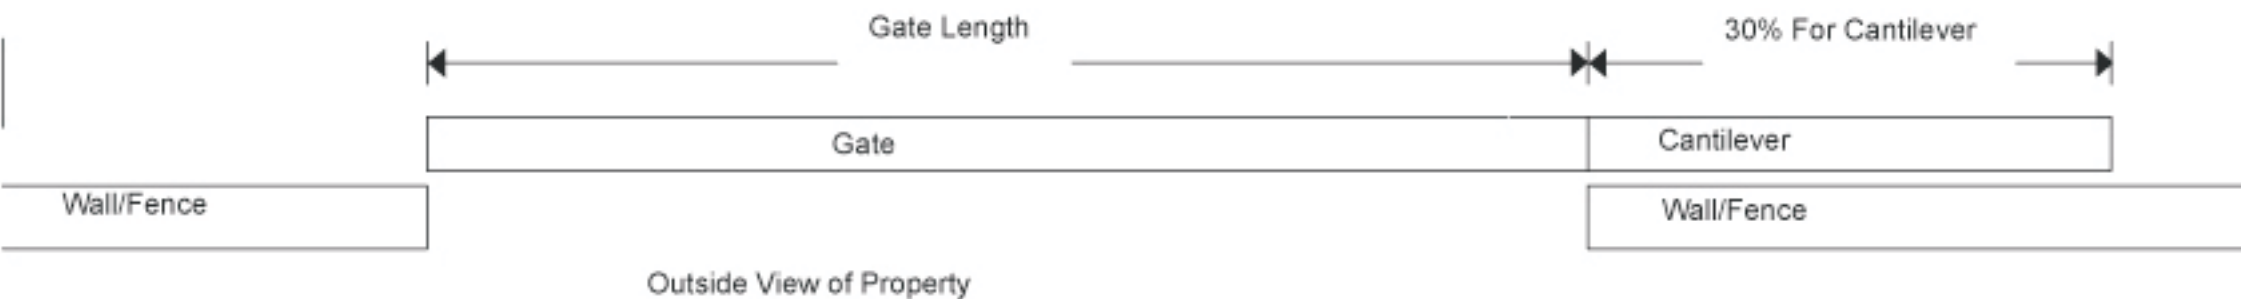 Gate Length
30% For Cantilever
Gate
Cantilever
Wall/Fence
Wall/Fence
Outside View of Property